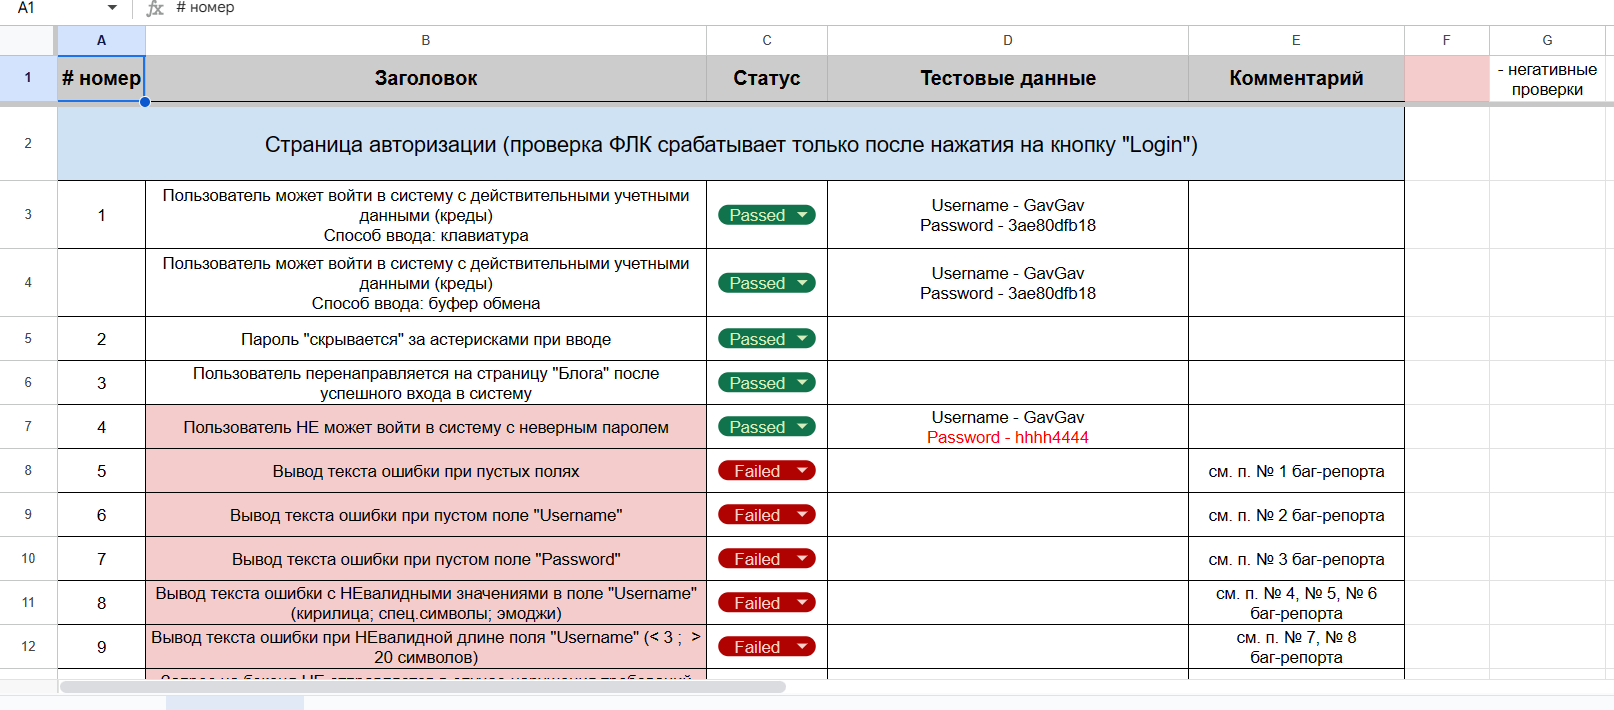 A1
fx # номер
A B C D E F G
1 # номер Заголовок Статус Тестовые данные Комментарий - негативные
проверки
2 Страница авторизации (проверка ФЛК срабатывает только после нажатия на кнопку "Login")
3 1
Пользователь может войти в систему с действительными учетными
данными (креды)
Способ ввода: клавиатура
Passed
Username - GavGav
Password - 3ae80dfb18
4
Пользователь может войти в систему с действительными учетными
данными (креды)
Способ ввода: буфер обмена
Passed
Username - GavGav
Password - 3ae80dfb18
5 2 Пароль "скрывается" за астерисками при вводе Passed
6 3
Пользователь перенаправляется на страницу "Блога" после
успешного входа в систему
Passed
7 4 Пользователь НЕ может войти в систему с неверным паролем Passed
Username - GavGav
Password - hhhh4444
8 5 Вывод текста ошибки при пустых полях Failed см. п. № 1 баг-репорта
9 6 Вывод текста ошибки при пустом поле "Username" Failed см. п. № 2 баг-репорта
10 7 Вывод текста ошибки при пустом поле "Password" Failed см. п. № 3 баг-репорта
11 8
Вывод текста ошибки с НЕвалидными значениями в поле "Username"
(кирилица; спец.символы; эмоджи)
Failed
см. п. № 4, № 5, № 6
баг-репорта
12 9
Вывод текста ошибки при НЕвалидной длине поля "Username" (< 3 ; >
20 символов)
Failed
см. п. № 7, № 8
баг-репорта